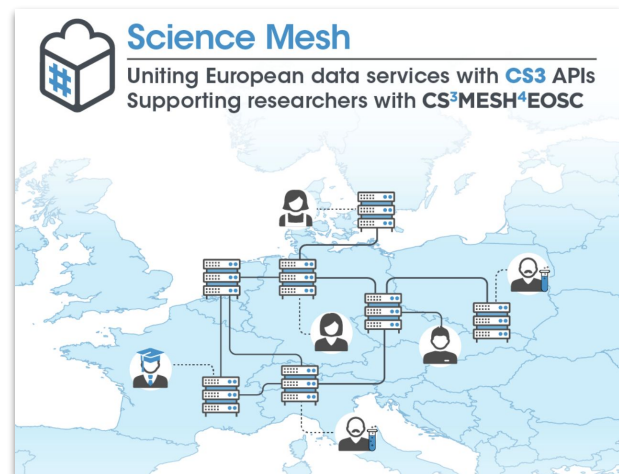 Science Mesh
Uniting European data services with CS3 APIs
Supporting researchers with CS³MESH⁴EOSC